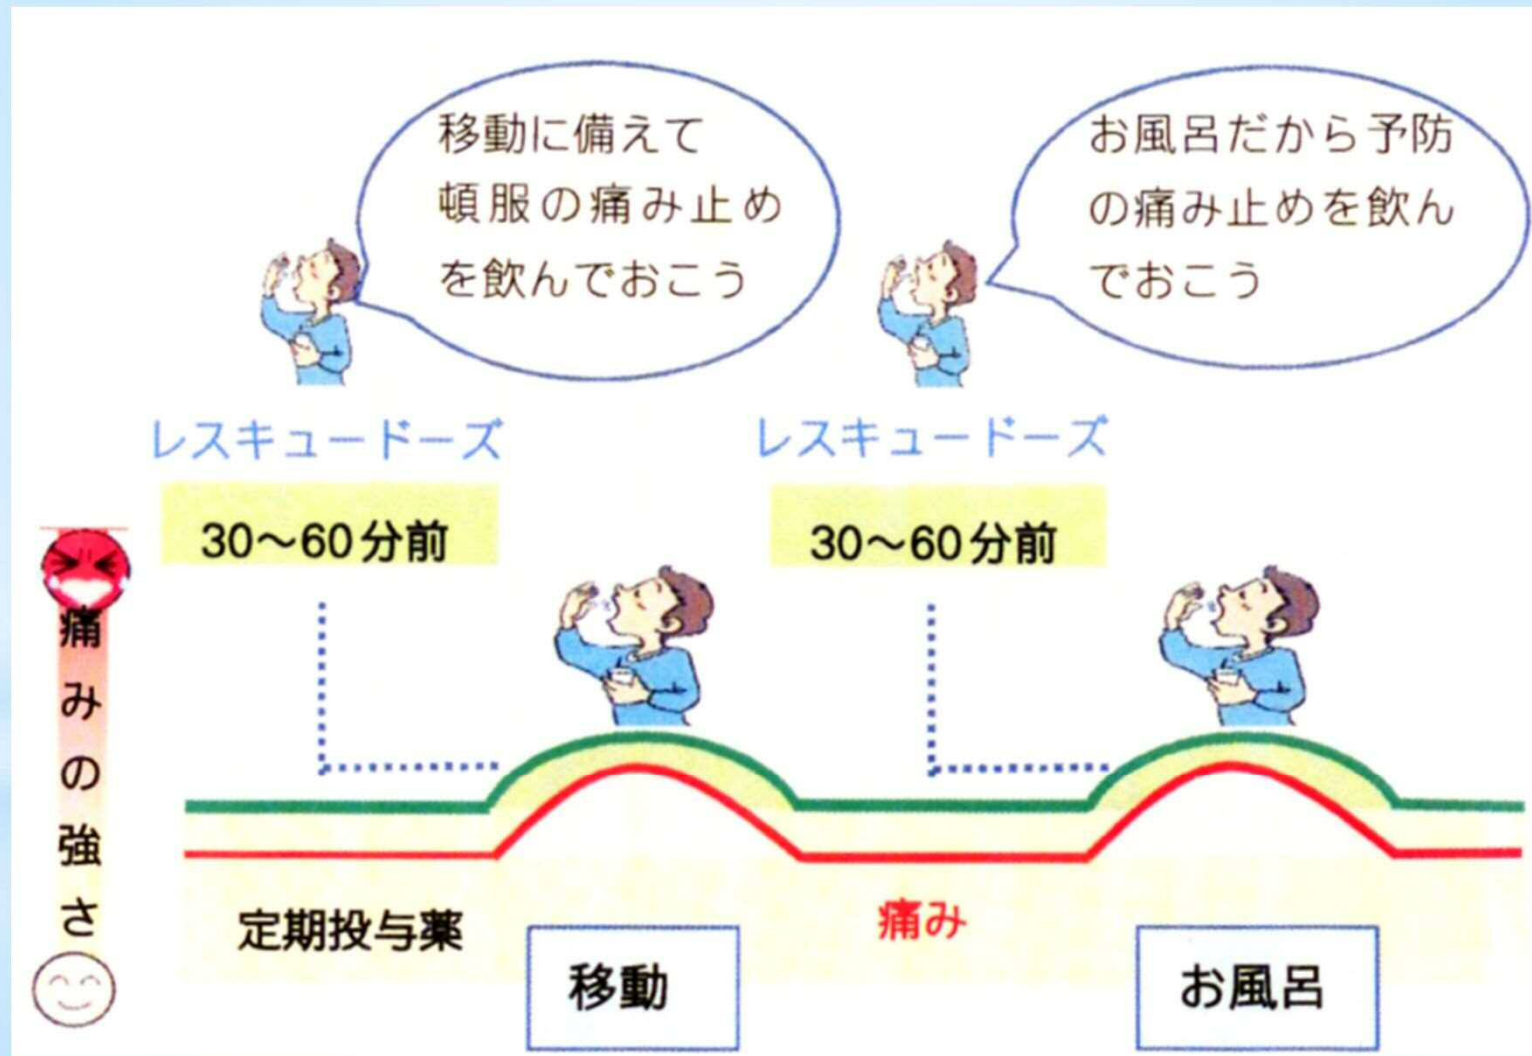 移動に備えて
頓服の痛み止め
を飲んでおこう
お風呂だから予防
の痛み止めを飲ん
でおこう
レスキュードーズ
レスキュードーズ
30〜60分前
30〜60分前
痛みの強さ
定期投与薬
痛み
移動
お風呂